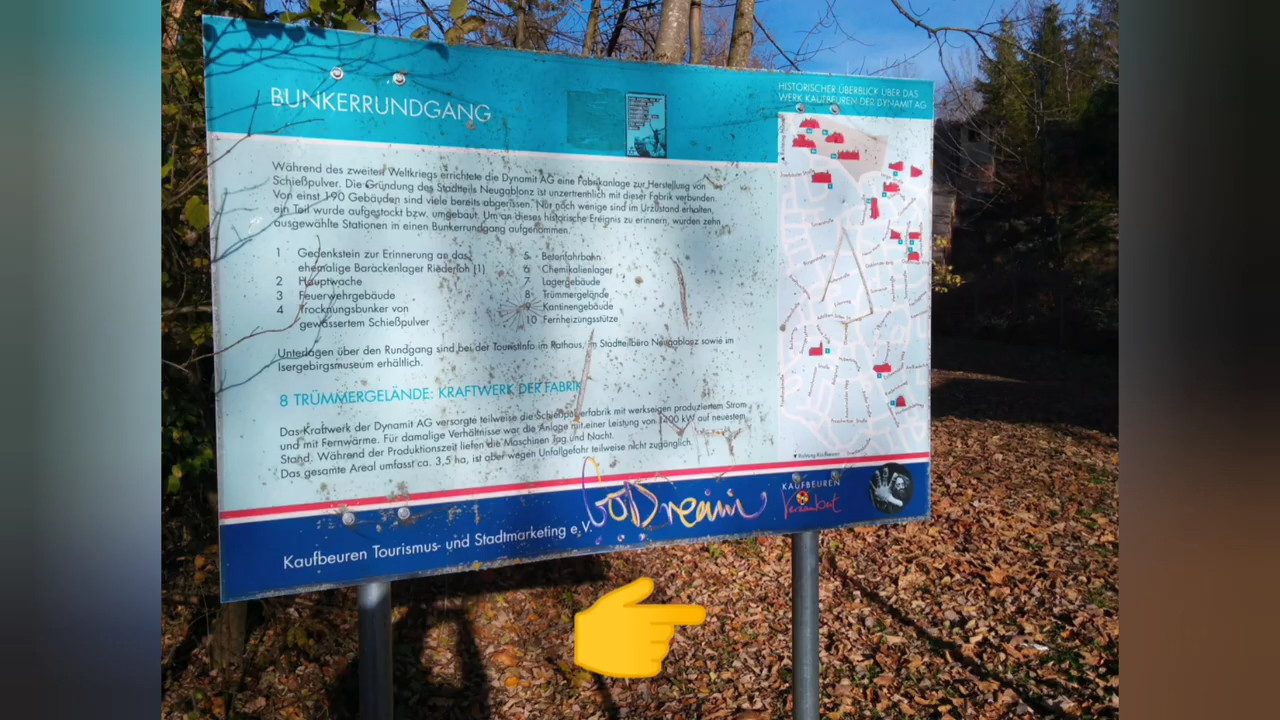 BUNKERRUNDGANG
HISTORISCHER ÜBERBLICK ÜBER DAS
WERK KAUFBEUREN DER DYNAMIT AG
Während des zweiten Weltkriegs errichtete die Dynamit AG eine Fabrikanlage zur Herstellung von
Schießpulver. Die Gründung des Stadtteils Neugablonz ist unzertrennlich mit dieser Fabrik verbunden.
Von einst 190 Gebäuden sind viele bereits abgerissen. Nur noch wenige sind im Urzustand erhalten,
ein Teil wurde aufgestockt bzw. umgebaut. Um an dieses historische Ereignis zu erinnern, wurden zehn
ausgewählte Stationen in einen Bunkerrundgang aufgenommen.
1 Gedenkstein zur Erinnerung an das
ehemalige Barackenlager Riederloh (1)
2 Hauptwache
3 Feuerwehrgebäude
4 Trocknungsbunker von
gewässertem Schießpulver
5 Betonfahrbahn
6 Chemikalienlager
7 Lagergebäude
8 Trümmergelände
9 Kantinengebäude
10 Fernheizungsstütze
Unterlagen über den Rundgang sind bei der Touristinfo im Rathaus, im Stadtteilbüro Neugablonz sowie im
Isergebirgsmuseum erhältlich.
8 TRÜMMERGELÄNDE: KRAFTWERK DER FABRIK
Das Kraftwerk der Dynamit AG versorgte teilweise die Schießpulverfabrik mit werkseigen produziertem Strom
und mit Fernwärme. Für damalige Verhältnisse war die Anlage mit einer Leistung von 1400 kW auf neuestem
Stand. Während der Produktionszeit liefen die Maschinen Tag und Nacht.
Das gesamte Areal umfasst ca. 3,5 ha, ist aber wegen Unfallgefahr teilweise nicht zugänglich.
Richtung Kaufbeuren
Kaufbeuren Tourismus- und Stadtmarketing e.V.
KAUFBEUREN